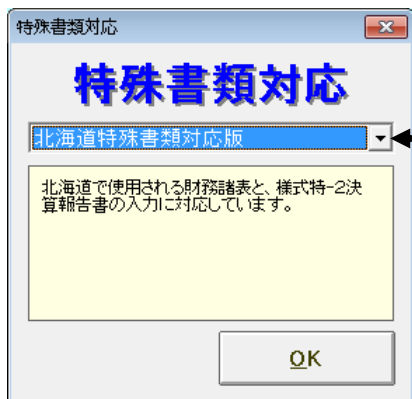 特殊書類対応
特殊書類対応
北海道特殊書類対応版
北海道で使用される財務諸表と、様式特-2決
算報告書の入力に対応しています。
OK